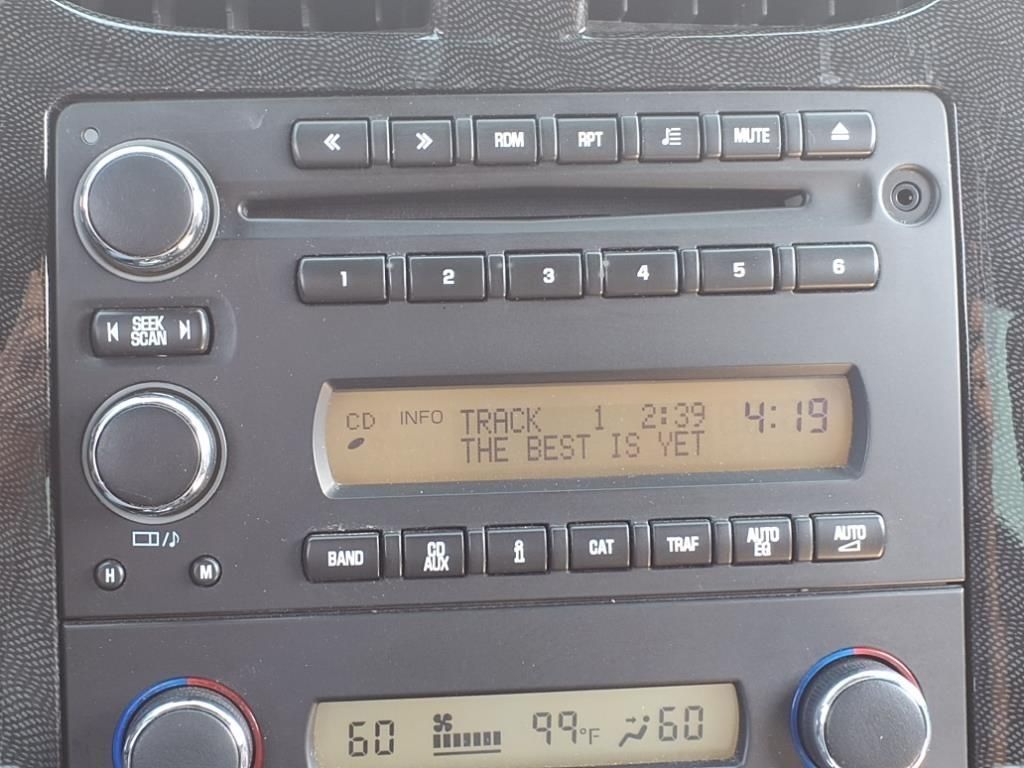 RDM RPT MUTE
1 2 3 4 5 6
SEEK
SCAN
CD INFO TRACK 1 2:39 4:19
THE BEST IS YET
BAND CD AUX i CAT TRAF AUTO EQ AUTO
H M
60 99°F 60